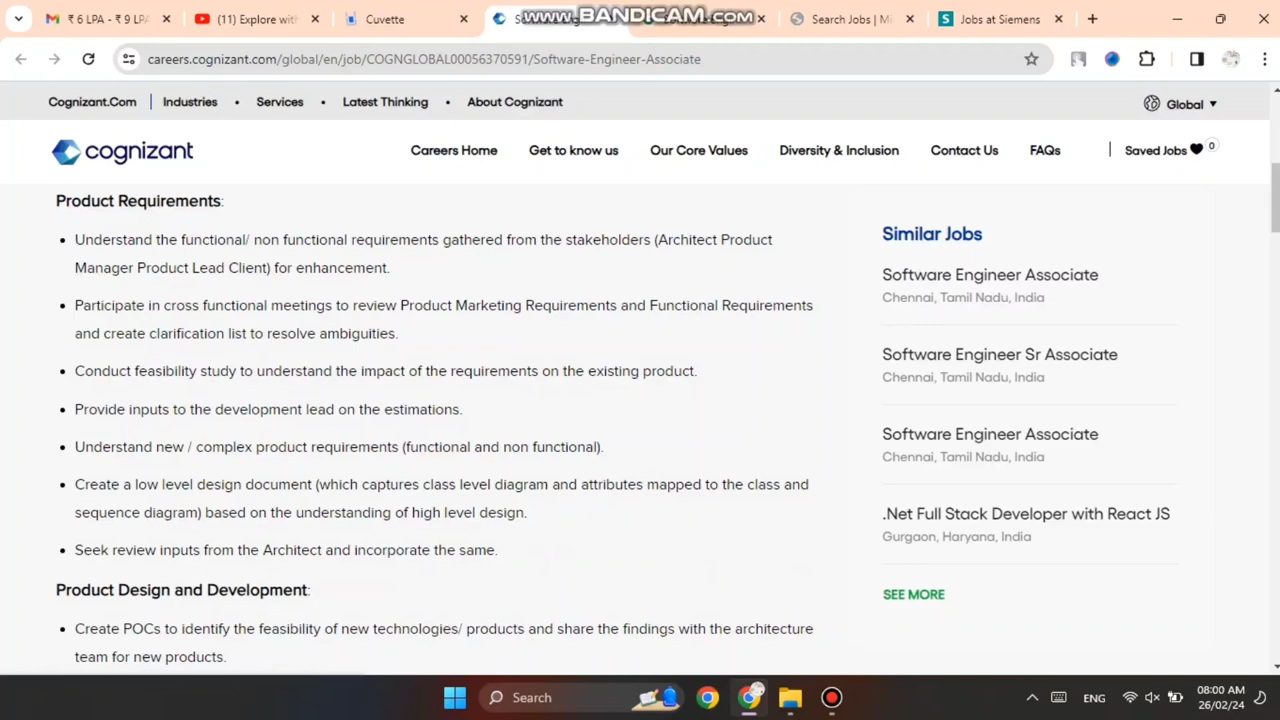 ₹ 6 LPA - ₹ 9 LPA
(11) Explore with
Cuvette
www.BANDICAM.com
Search Jobs | Mi
Jobs at Siemens
careers.cognizant.com/global/en/job/COGNGLOBAL00056370591/Software-Engineer-Associate
Cognizant.Com Industries • Services • Latest Thinking • About Cognizant Global
cognizant Careers Home Get to know us Our Core Values Diversity & Inclusion Contact Us FAQs Saved Jobs 0
Product Requirements:
• Understand the functional/ non functional requirements gathered from the stakeholders (Architect Product
Manager Product Lead Client) for enhancement.
• Participate in cross functional meetings to review Product Marketing Requirements and Functional Requirements
and create clarification list to resolve ambiguities.
• Conduct feasibility study to understand the impact of the requirements on the existing product.
• Provide inputs to the development lead on the estimations.
• Understand new / complex product requirements (functional and non functional).
• Create a low level design document (which captures class level diagram and attributes mapped to the class and
sequence diagram) based on the understanding of high level design.
• Seek review inputs from the Architect and incorporate the same.
Product Design and Development:
• Create POCs to identify the feasibility of new technologies/ products and share the findings with the architecture
team for new products.
Similar Jobs
Software Engineer Associate
Chennai, Tamil Nadu, India
Software Engineer Sr Associate
Chennai, Tamil Nadu, India
Software Engineer Associate
Chennai, Tamil Nadu, India
.Net Full Stack Developer with React JS
Gurgaon, Haryana, India
SEE MORE
Search
ENG
08:00 AM
26/02/24